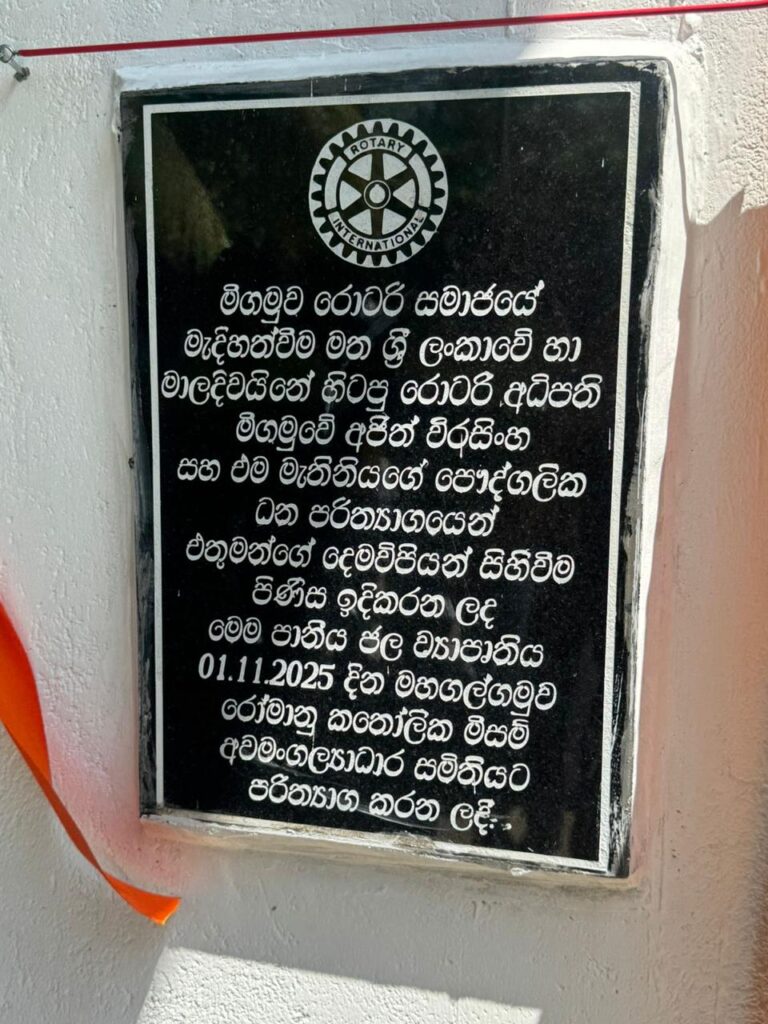 ROTARY
INTERNATIONAL
මීගමුව රොටරි සමාජයේ
මැදිහත්වීම මත ශ්‍රී ලංකාවේ හා
මාලදිවයිනේ හිටපු රොටරි අධිපති
මීගමුවේ අජිත් වීරසිංහ
සහ එම මැතිනියගේ පෞද්ගලික
ධන පරිත්‍යාගයෙන්
එතුමන්ගේ දෙමව්පියන් සිහිවීම
පිණිස ඉදිකරන ලද
මෙම පානීය ජල ව්‍යාපෘතිය
01.11.2025 දින මහගල්ගමුව
රෝමානු කතෝලික මීසම්
අවමංගල්‍යාධාර සමිතියට
පරිත්‍යාග කරන ලදී.